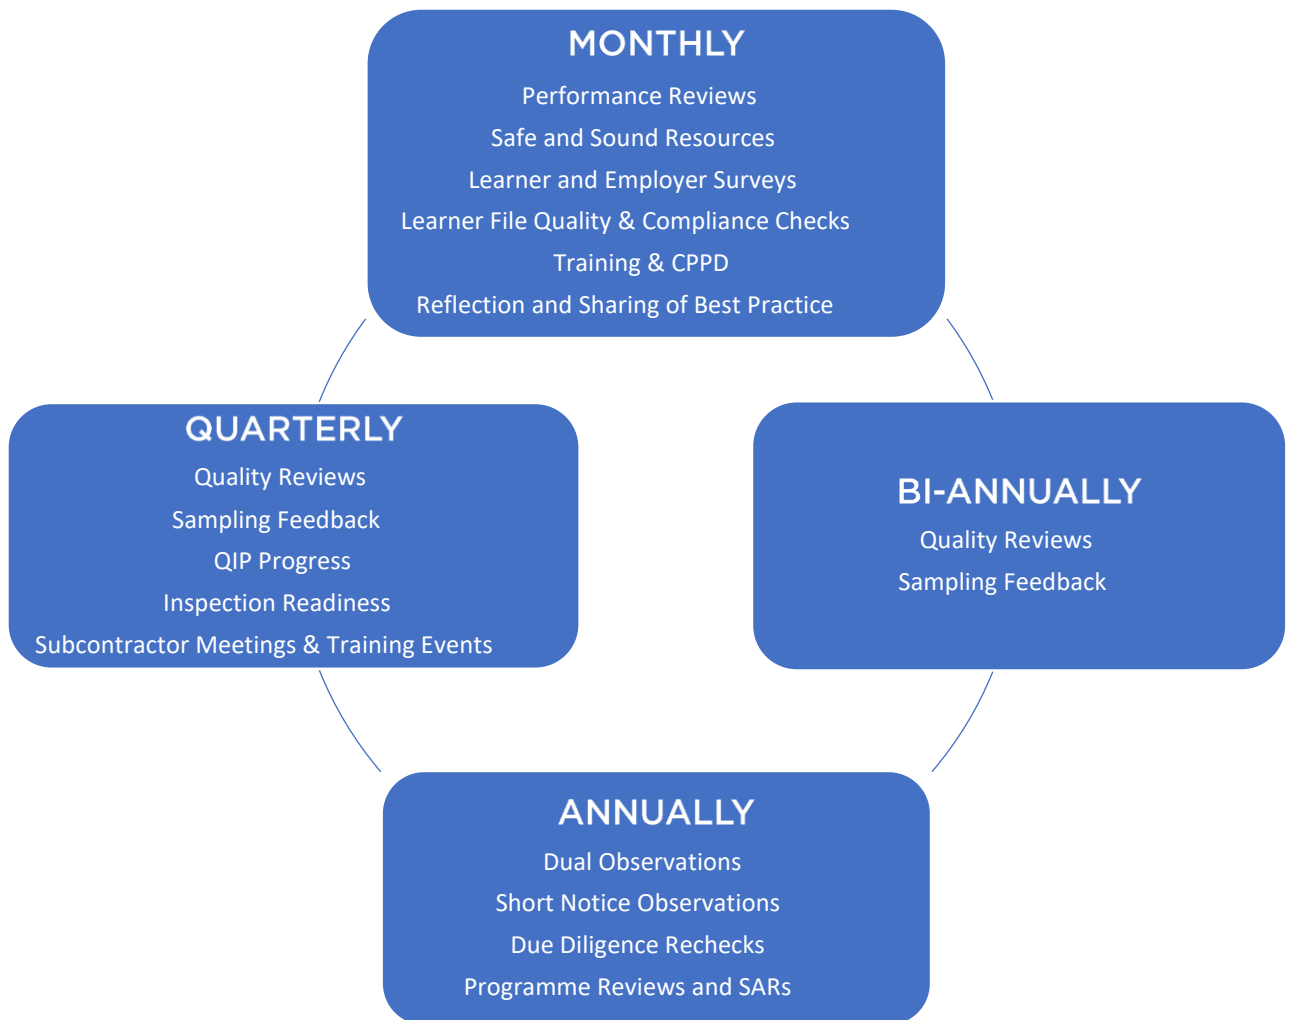 MONTHLY
Performance Reviews
Safe and Sound Resources
Learner and Employer Surveys
Learner File Quality & Compliance Checks
Training & CPPD
Reflection and Sharing of Best Practice
QUARTERLY
Quality Reviews
Sampling Feedback
QIP Progress
Inspection Readiness
Subcontractor Meetings & Training Events
BI-ANNUALLY
Quality Reviews
Sampling Feedback
ANNUALLY
Dual Observations
Short Notice Observations
Due Diligence Rechecks
Programme Reviews and SARs